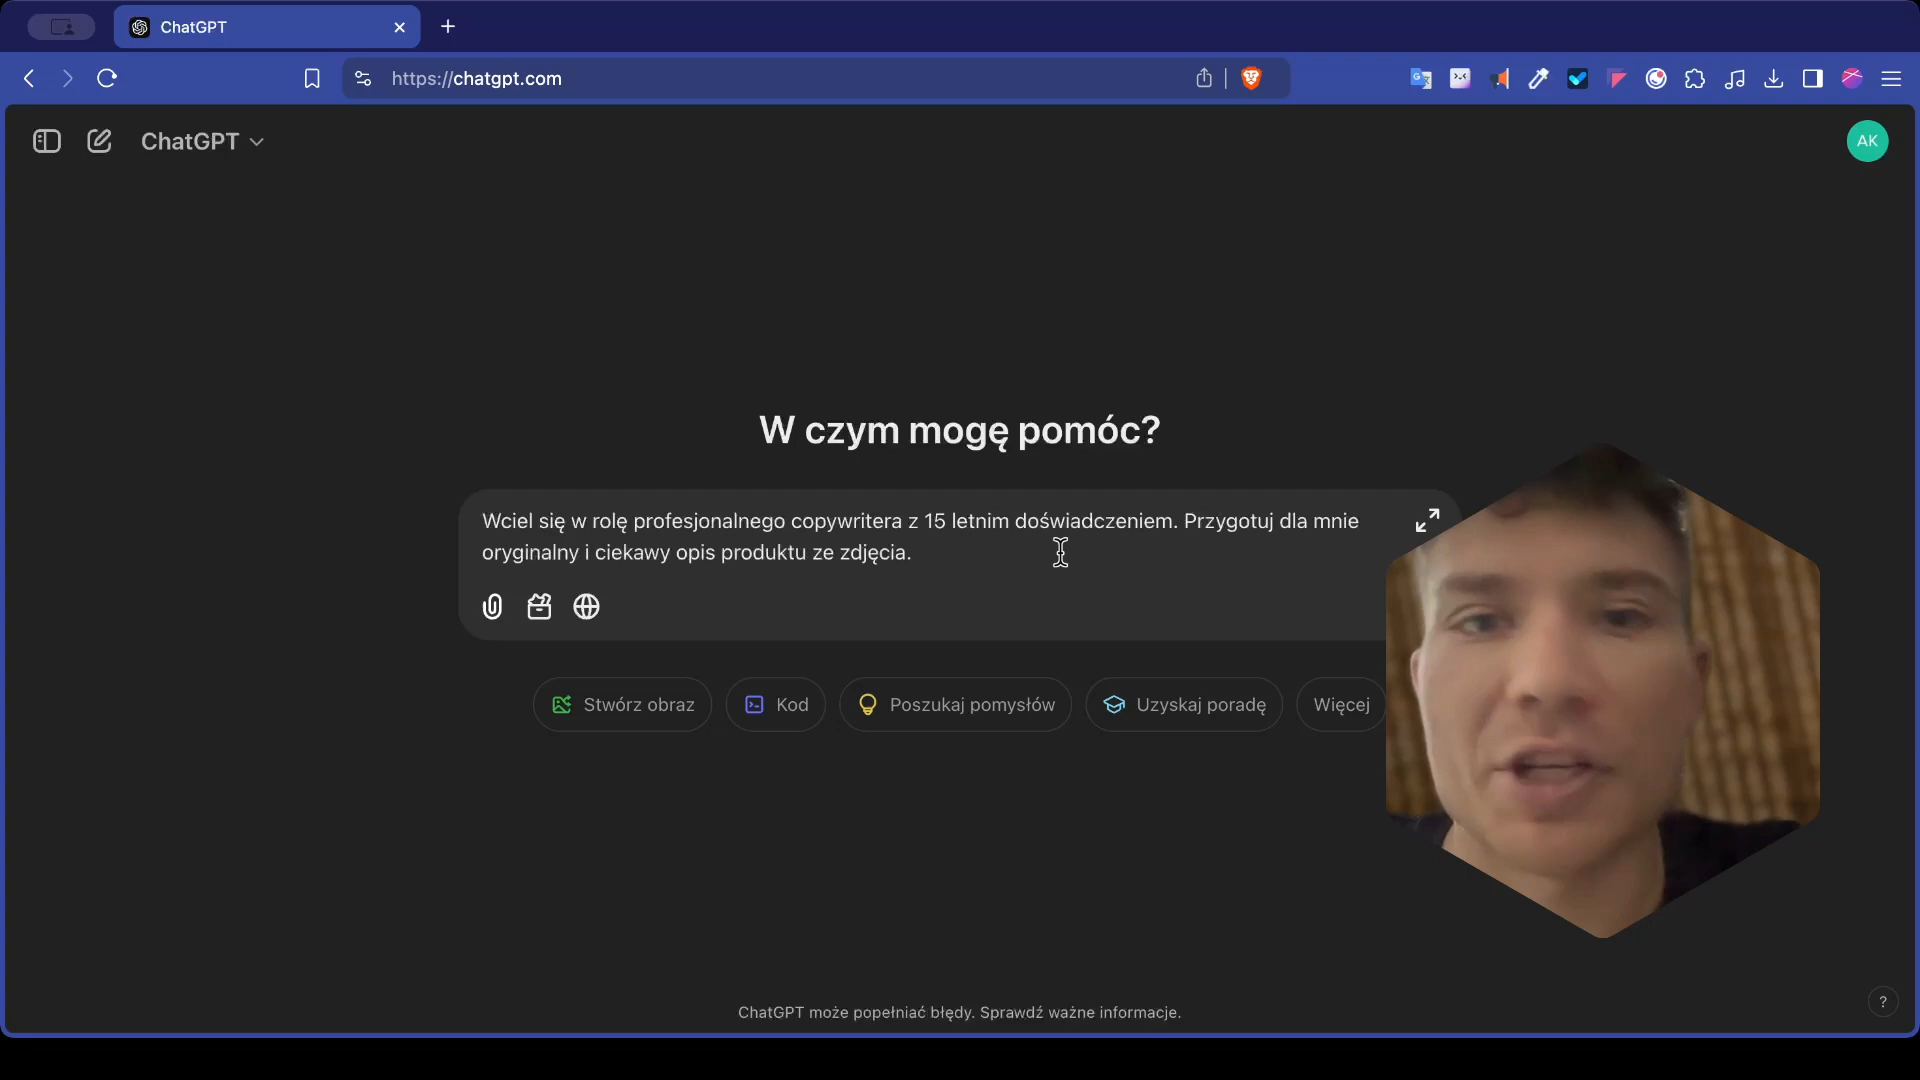 ChatGPT
https://chatgpt.com
ChatGPT
AK
W czym mogę pomóc?
Wciel się w rolę profesjonalnego copywritera z 15 letnim doświadczeniem. Przygotuj dla mnie
oryginalny i ciekawy opis produktu ze zdjęcia.
Stwórz obraz
Kod
Poszukaj pomysłów
Uzyskaj poradę
Więcej
ChatGPT może popełniać błędy. Sprawdź ważne informacje.
?